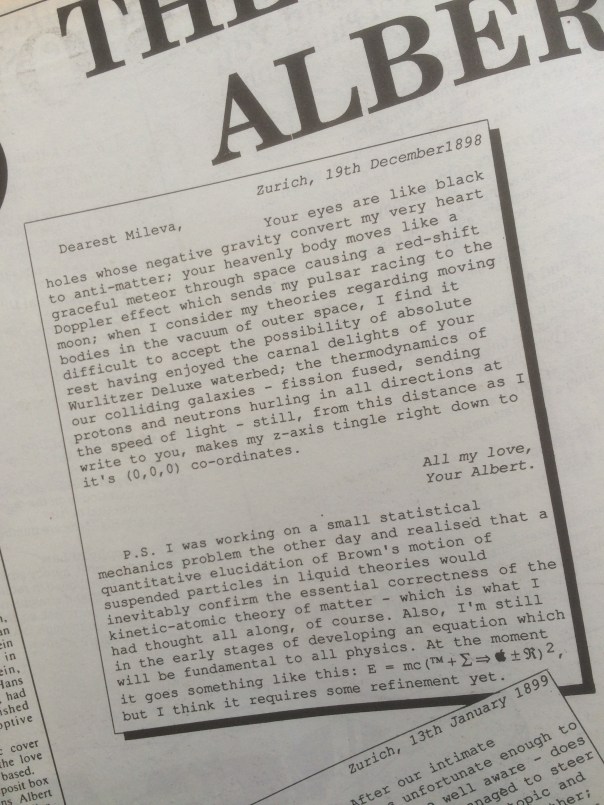 THE
ALBER
Zurich, 19th December1898
Dearest Mileva,
Your eyes are like black
holes whose negative gravity convert my very heart
to anti-matter; your heavenly body moves like a
graceful meteor through space causing a red-shift
Doppler effect which sends my pulsar racing to the
moon; when I consider my theories regarding moving
bodies in the vacuum of outer space, I find it
difficult to accept the possibility of absolute
rest having enjoyed the carnal delights of your
Wurlitzer Deluxe waterbed; the thermodynamics of
our colliding galaxies - fission fused, sending
protons and neutrons hurling in all directions at
the speed of light - still, from this distance as I
write to you, makes my z-axis tingle right down to
it's (0,0,0) co-ordinates.
All my love,
Your Albert.
P.S. I was working on a small statistical
mechanics problem the other day and realised that a
quantitative elucidation of Brown's motion of
suspended particles in liquid theories would
inevitably confirm the essential correctness of the
kinetic-atomic theory of matter - which is what I
had thought all along, of course. Also, I'm still
in the early stages of developing an equation which
will be fundamental to all physics. At the moment
it goes something like this: E = mc(™+Σ⇒±ℜ)2,
but I think it requires some refinement yet.
Zurich, 13th January 1899
After our intimate
unfortunate enough to
well aware - does
to steer
and
in
had
cover
the love
based.
posit box
Albert